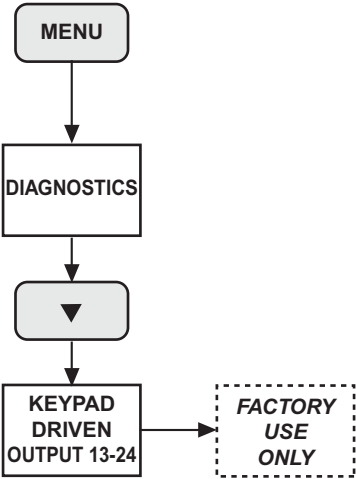 MENU
DIAGNOSTICS
▼
KEYPAD
DRIVEN
OUTPUT 13-24
FACTORY
USE
ONLY